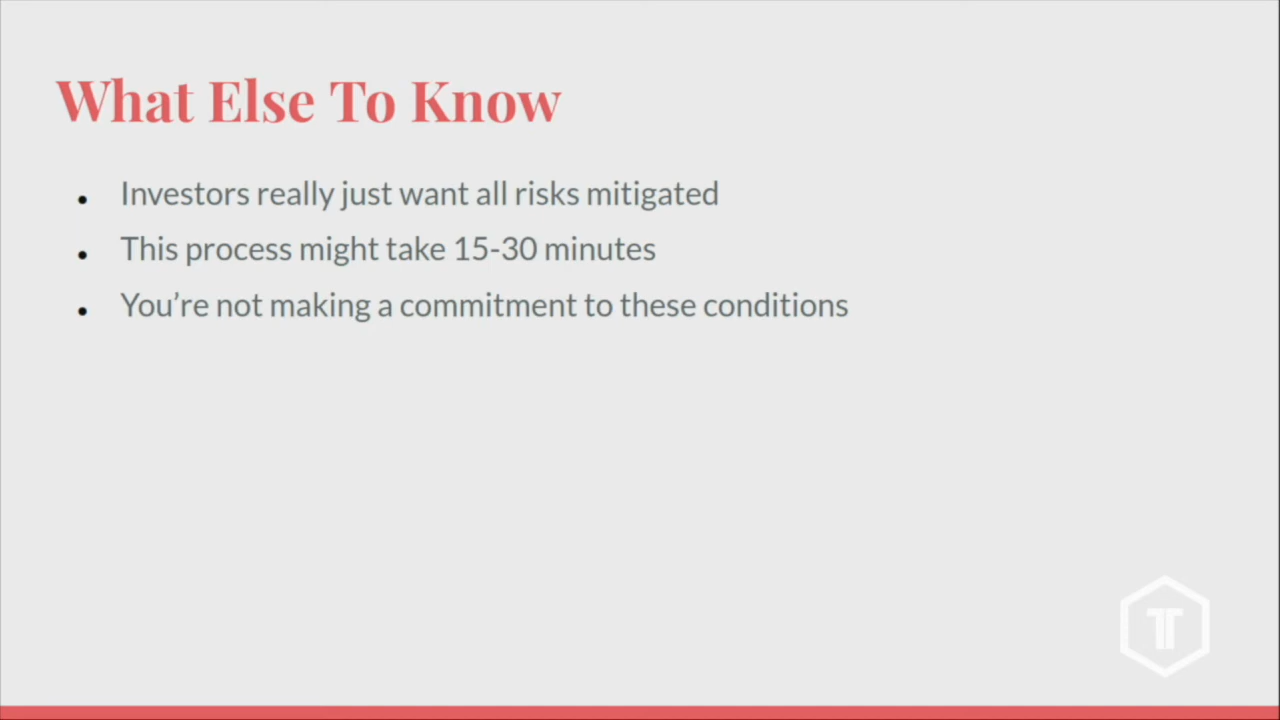 What Else To Know
• Investors really just want all risks mitigated
• This process might take 15-30 minutes
• You’re not making a commitment to these conditions